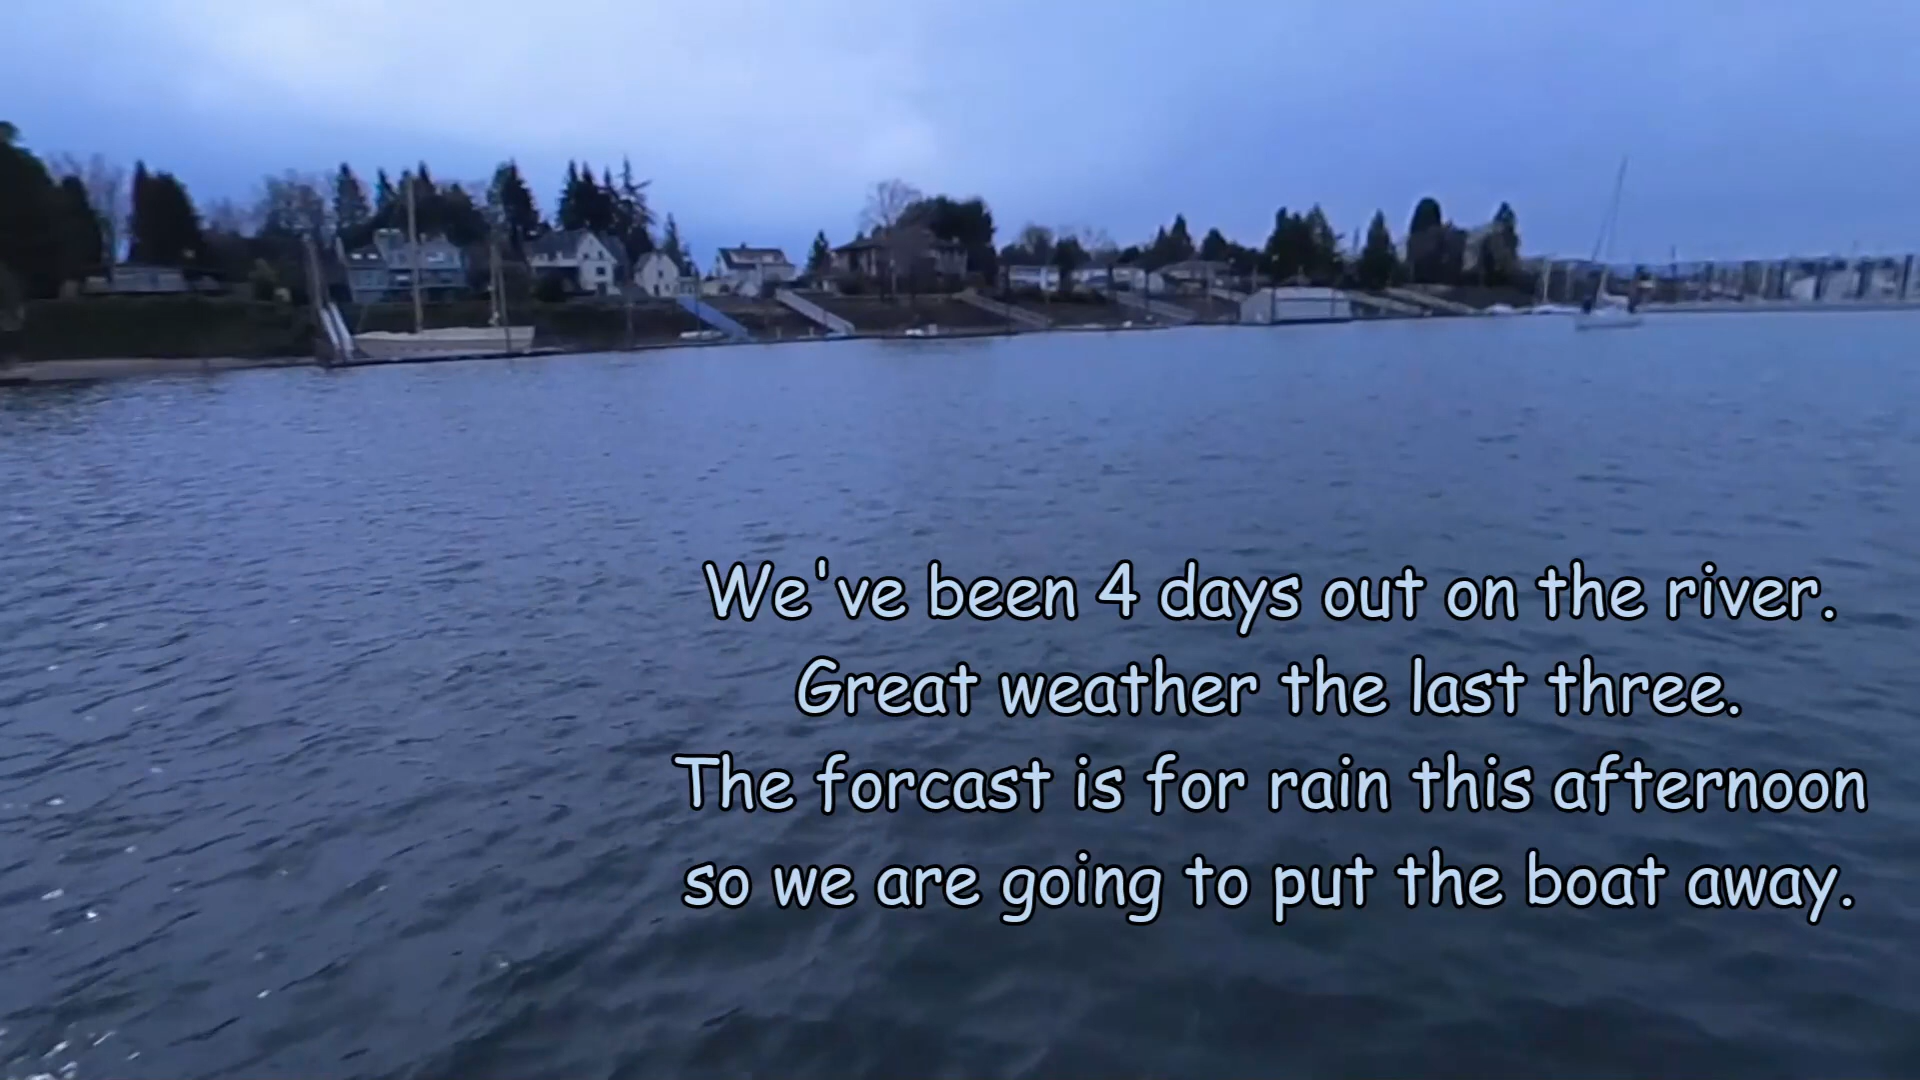 We've been 4 days out on the river.
Great weather the last three.
The forcast is for rain this afternoon
so we are going to put the boat away.